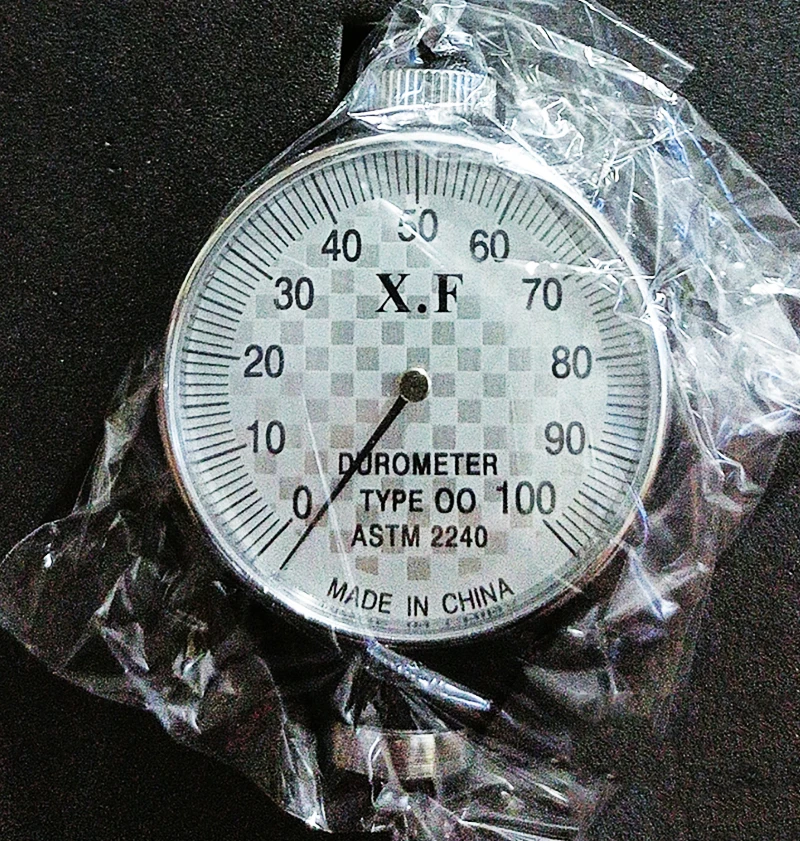 50
40 60
30 X.F 70
20 80
10 90
DUROMETER
0 TYPE OO 100
ASTM 2240
MADE IN CHINA